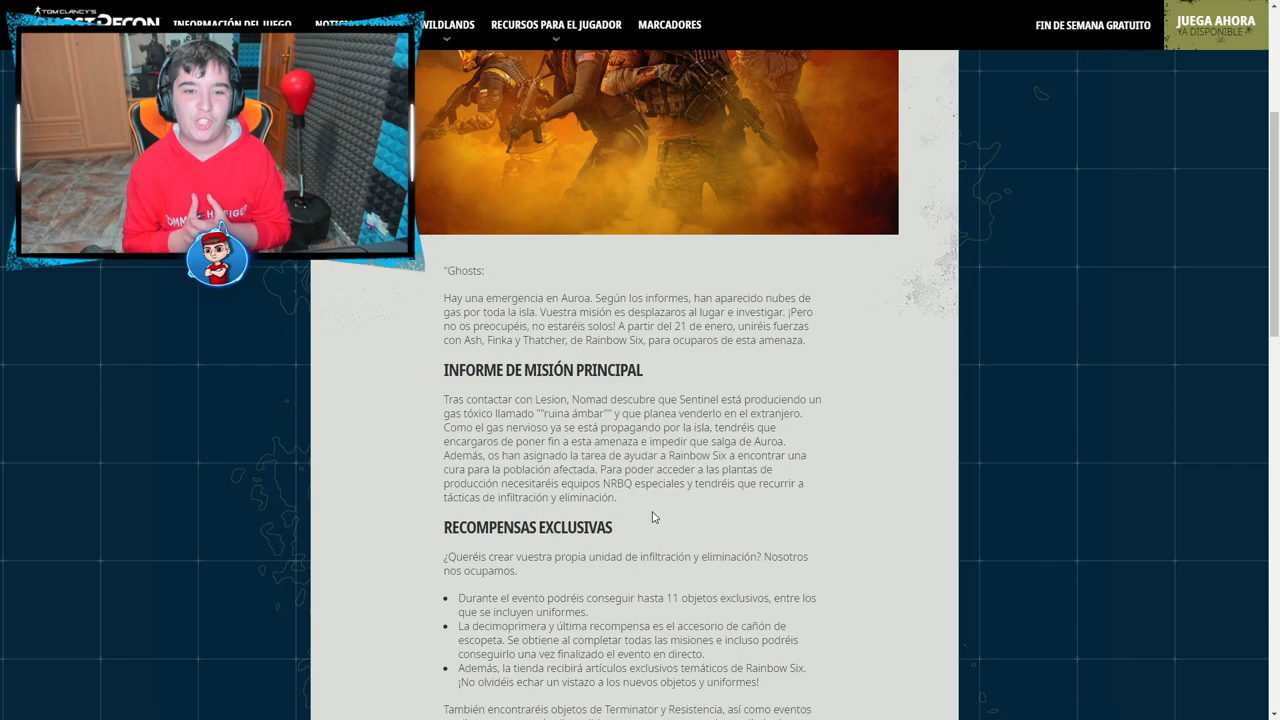 TOM CLANCY'S
GHOST RECON
INFORMACIÓN DEL JUEGO
WILDLANDS
RECURSOS PARA EL JUGADOR
MARCADORES
FIN DE SEMANA GRATUITO
JUEGA AHORA
YA DISPONIBLE
"Ghosts:
Hay una emergencia en Auroa. Según los informes, han aparecido nubes de
gas por toda la isla. Vuestra misión es desplazaros al lugar e investigar. ¡Pero
no os preocupéis, no estaréis solos! A partir del 21 de enero, uniréis fuerzas
con Ash, Finka y Thatcher, de Rainbow Six, para ocuparos de esta amenaza.
INFORME DE MISIÓN PRINCIPAL
Tras contactar con Lesion, Nomad descubre que Sentinel está produciendo un
gas tóxico llamado ""ruina ámbar"" y que planea venderlo en el extranjero.
Como el gas nervioso ya se está propagando por la isla, tendréis que
encargaros de poner fin a esta amenaza e impedir que salga de Auroa.
Además, os han asignado la tarea de ayudar a Rainbow Six a encontrar una
cura para la población afectada. Para poder acceder a las plantas de
producción necesitaréis equipos NRBQ especiales y tendréis que recurrir a
tácticas de infiltración y eliminación.
RECOMPENSAS EXCLUSIVAS
¿Queréis crear vuestra propia unidad de infiltración y eliminación? Nosotros
nos ocupamos.
Durante el evento podréis conseguir hasta 11 objetos exclusivos, entre los
que se incluyen uniformes.
La decimoprimera y última recompensa es el accesorio de cañón de
escopeta. Se obtiene al completar todas las misiones e incluso podréis
conseguirlo una vez finalizado el evento en directo.
Además, la tienda recibirá artículos exclusivos temáticos de Rainbow Six.
¡No olvidéis echar un vistazo a los nuevos objetos y uniformes!
También encontraréis objetos de Terminator y Resistencia, así como eventos